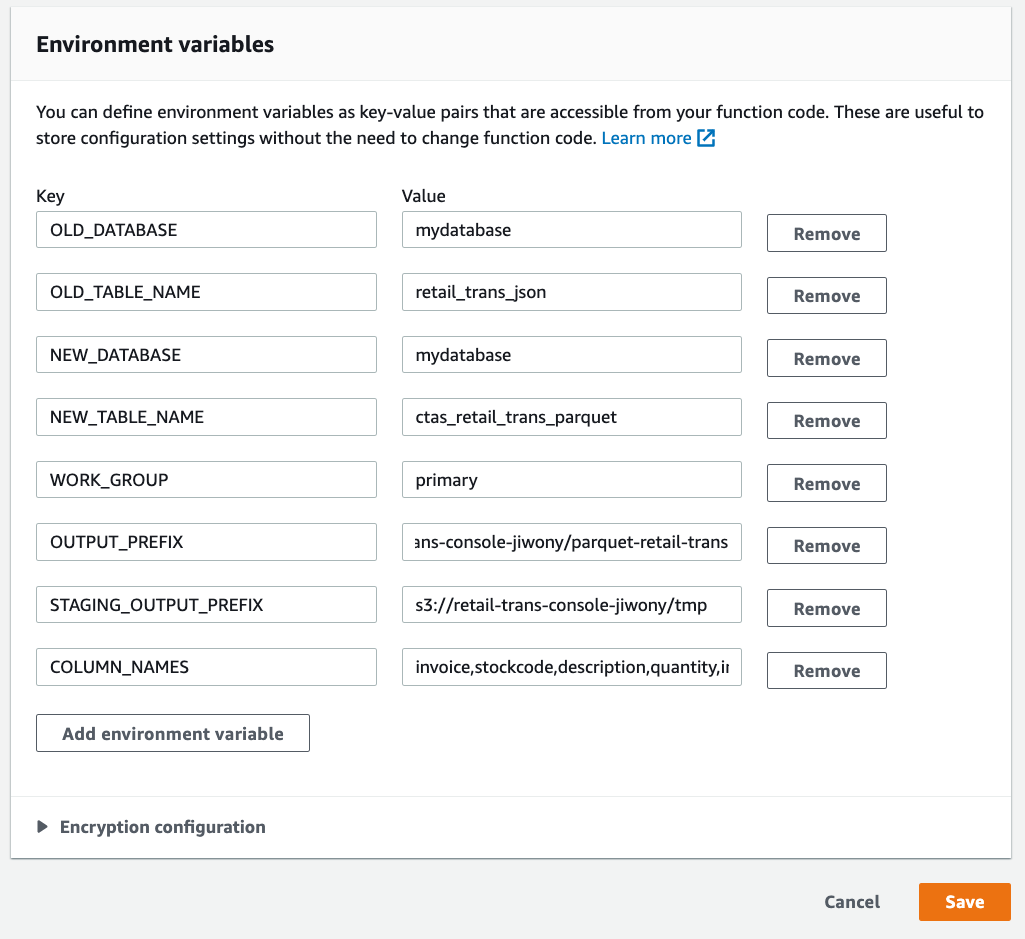 Environment variables
You can define environment variables as key-value pairs that are accessible from your function code. These are useful to
store configuration settings without the need to change function code. Learn more
Key Value
OLD_DATABASE mydatabase Remove
OLD_TABLE_NAME retail_trans_json Remove
NEW_DATABASE mydatabase Remove
NEW_TABLE_NAME ctas_retail_trans_parquet Remove
WORK_GROUP primary Remove
OUTPUT_PREFIX ans-console-jiwony/parquet-retail-trans Remove
STAGING_OUTPUT_PREFIX s3://retail-trans-console-jiwony/tmp Remove
COLUMN_NAMES invoice,stockcode,description,quantity,i Remove
Add environment variable
Encryption configuration
Cancel Save